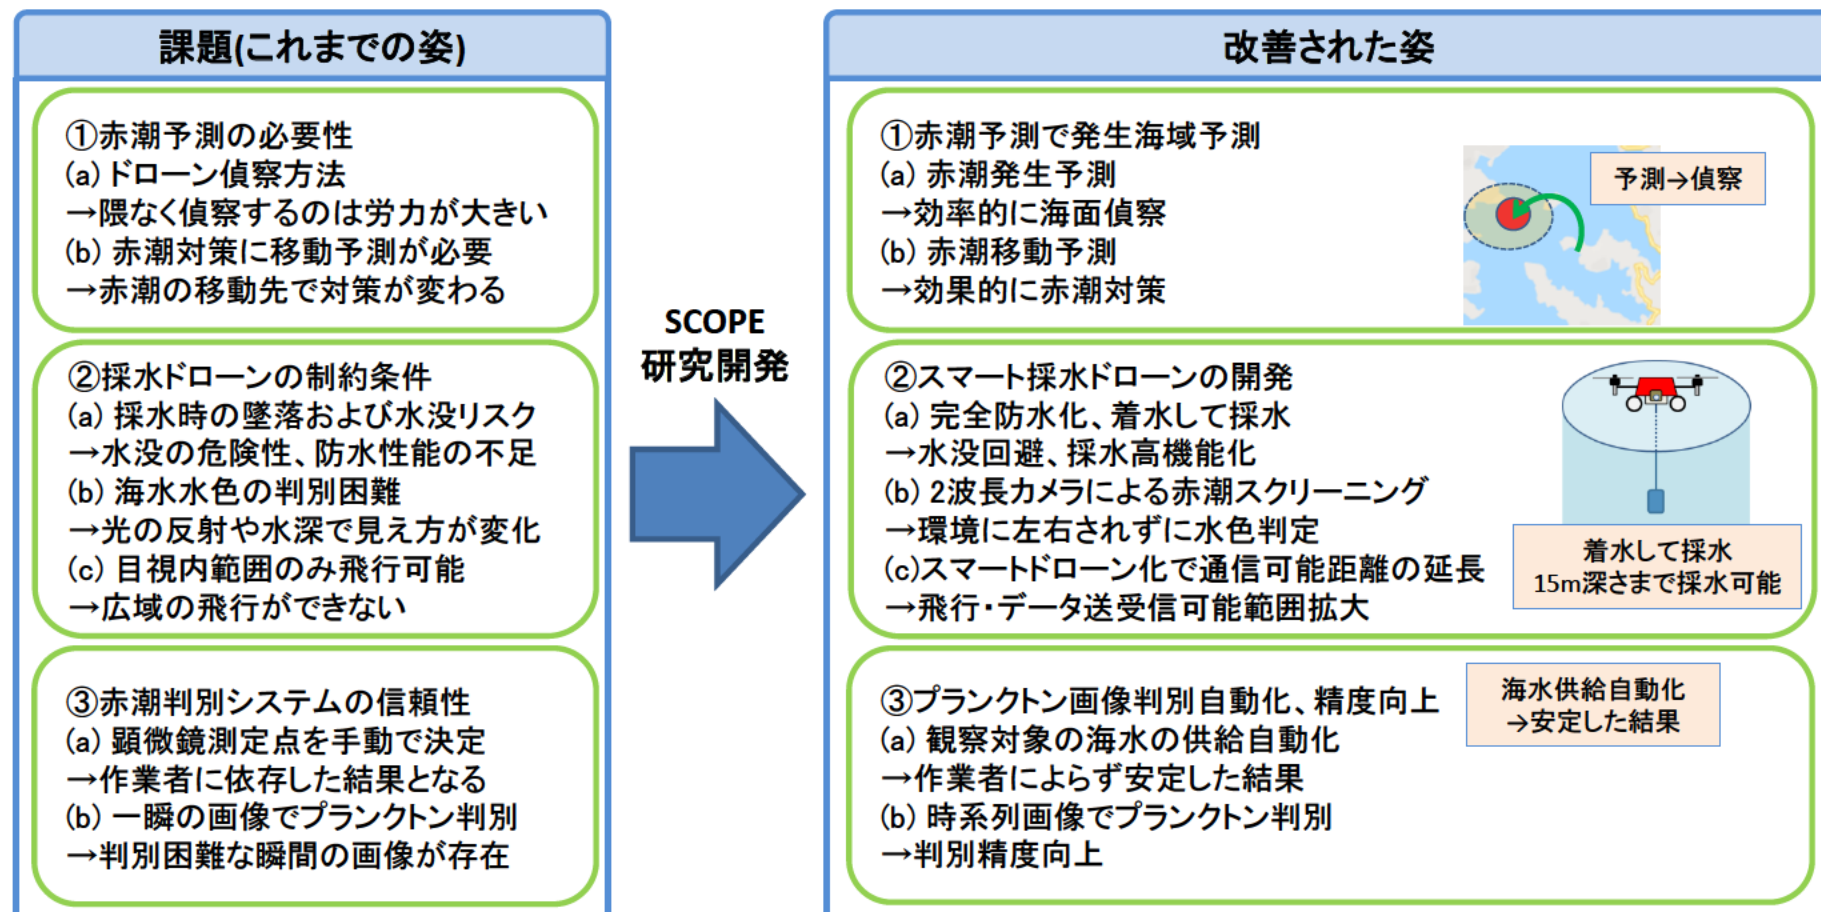 課題(これまでの姿)
①赤潮予測の必要性
(a) ドローン偵察方法
→隈なく偵察するのは労力が大きい
(b) 赤潮対策に移動予測が必要
→赤潮の移動先で対策が変わる
②採水ドローンの制約条件
(a) 採水時の墜落および水没リスク
→水没の危険性、防水性能の不足
(b) 海水水色の判別困難
→光の反射や水深で見え方が変化
(c) 目視内範囲のみ飛行可能
→広域の飛行ができない
③赤潮判別システムの信頼性
(a) 顕微鏡測定点を手動で決定
→作業者に依存した結果となる
(b) 一瞬の画像でプランクトン判別
→判別困難な瞬間の画像が存在
SCOPE
研究開発
改善された姿
①赤潮予測で発生海域予測
(a) 赤潮発生予測
→効率的に海面偵察
(b) 赤潮移動予測
→効果的に赤潮対策
予測→偵察
②スマート採水ドローンの開発
(a) 完全防水化、着水して採水
→水没回避、採水高機能化
(b) 2波長カメラによる赤潮スクリーニング
→環境に左右されずに水色判定
(c)スマートドローン化で通信可能距離の延長
→飛行・データ送受信可能範囲拡大
着水して採水
15m深さまで採水可能
③プランクトン画像判別自動化、精度向上
(a) 観察対象の海水の供給自動化
→作業者によらず安定した結果
(b) 時系列画像でプランクトン判別
→判別精度向上
海水供給自動化
→安定した結果